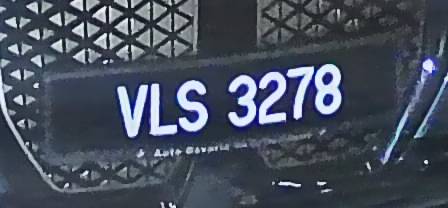 VLS 3278
Auto Bavaria